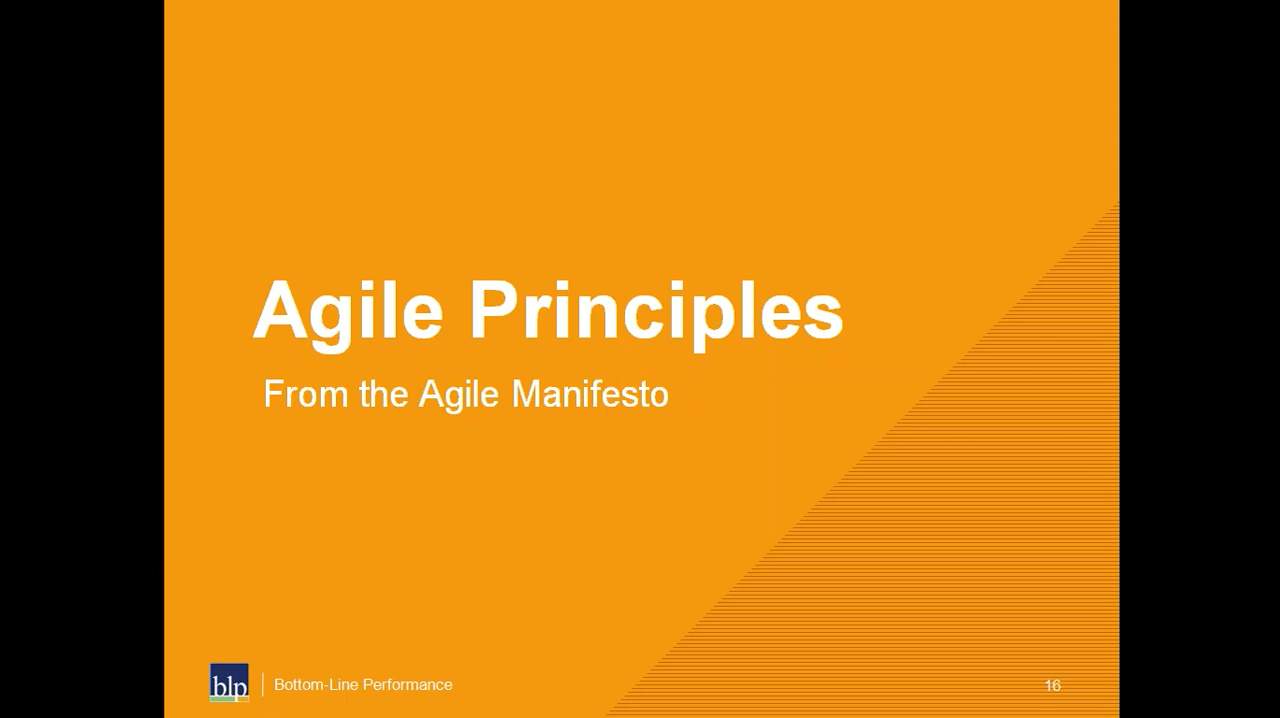 Agile Principles
From the Agile Manifesto
blp
Bottom-Line Performance
16